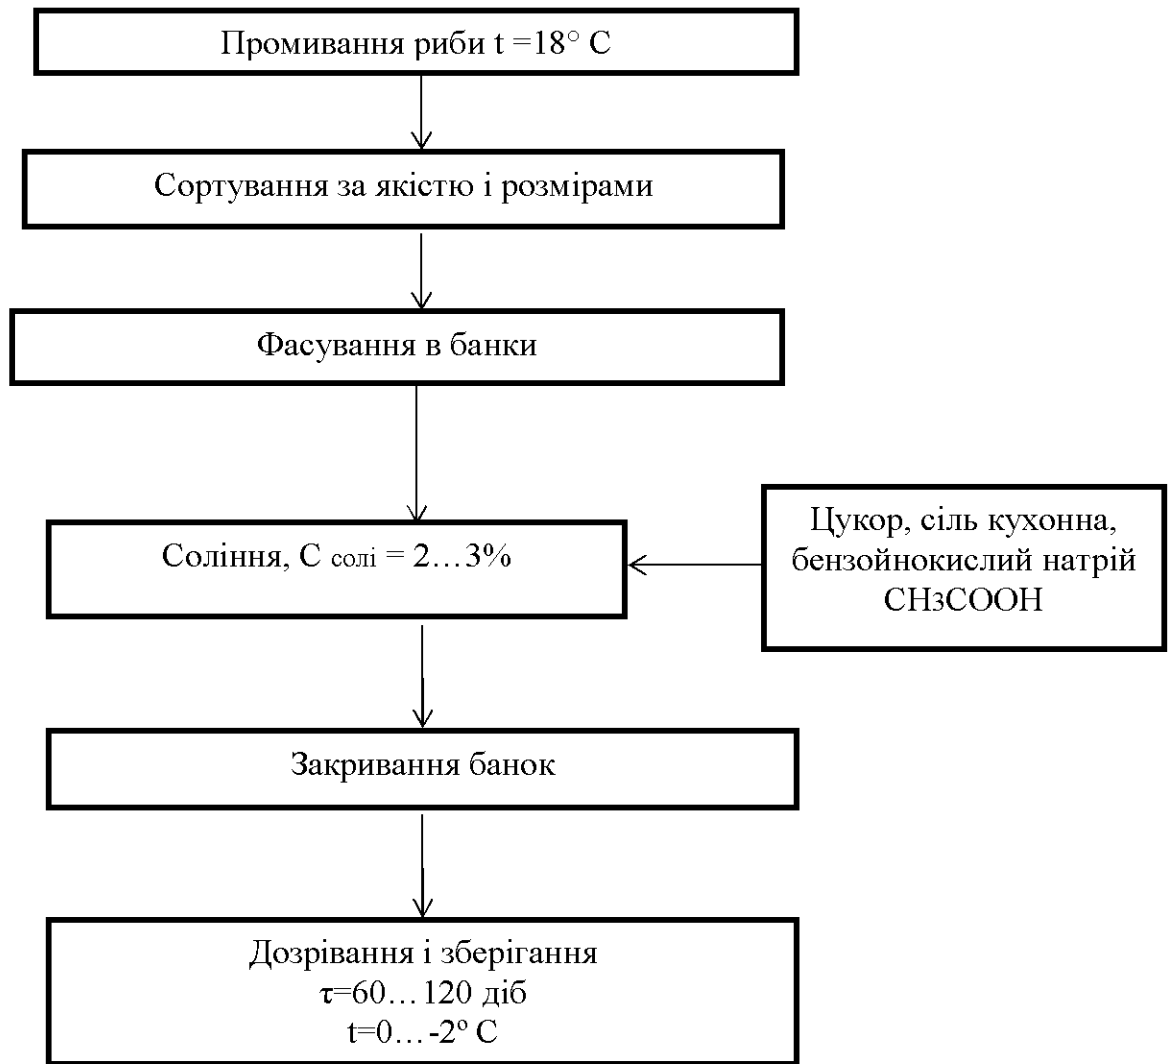 Промивання риби t =18° С
Сортування за якістю і розмірами
Фасування в банки
Соління, С солі = 2…3%
Цукор, сіль кухонна,
бензойнокислий натрій
СН3СООН
Закривання банок
Дозрівання і зберігання
τ=60…120 діб
t=0…-2º С